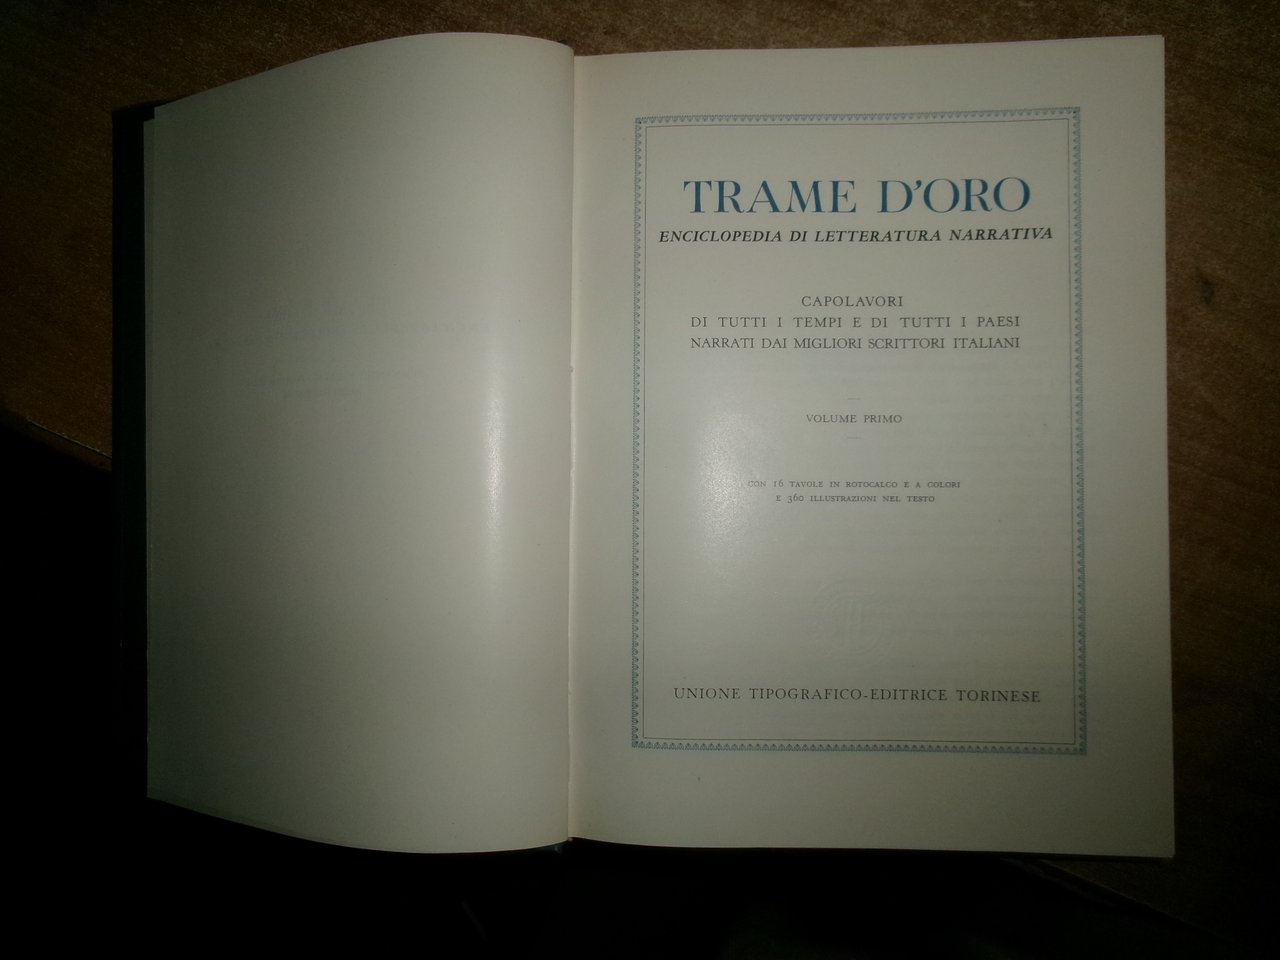 TRAME D'ORO
ENCICLOPEDIA DI LETTERATURA NARRATIVA
CAPOLAVORI
DI TUTTI I TEMPI E DI TUTTI I PAESI
NARRATI DAI MIGLIORI SCRITTORI ITALIANI
VOLUME PRIMO
CON 16 TAVOLE IN ROTOCALCO E A COLORI
E 360 ILLUSTRAZIONI NEL TESTO
UNIONE TIPOGRAFICO-EDITRICE TORINESE